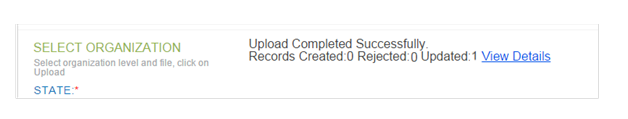 SELECT ORGANIZATION
Select organization level and file, click on
Upload
STATE:*
Upload Completed Successfully.
Records Created:0 Rejected:0 Updated:1 View Details